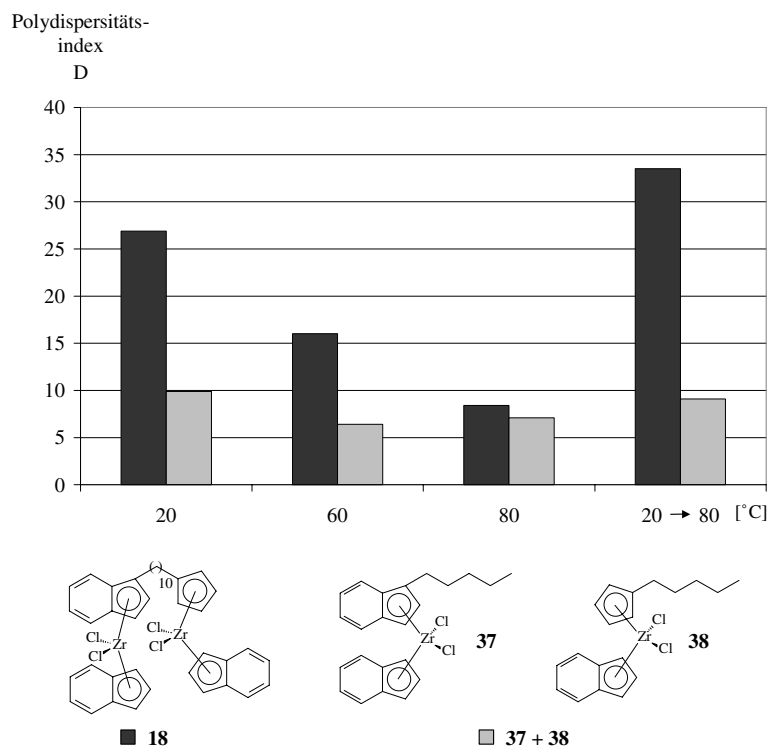 Polydispersitäts-
index
D
40
35
30
25
20
15
10
5
0
20 60 80 20 → 80 [°C]
( ) 10
Cl
Cl Zr
Cl
Cl Zr
Cl
Zr
Cl
37
Cl
Zr
Cl
38
18
37 + 38